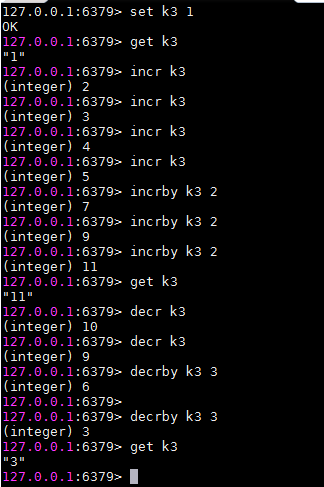 127.0.0.1:6379> set k3 1
OK
127.0.0.1:6379> get k3
"1"
127.0.0.1:6379> incr k3
(integer) 2
127.0.0.1:6379> incr k3
(integer) 3
127.0.0.1:6379> incr k3
(integer) 4
127.0.0.1:6379> incr k3
(integer) 5
127.0.0.1:6379> incrby k3 2
(integer) 7
127.0.0.1:6379> incrby k3 2
(integer) 9
127.0.0.1:6379> incrby k3 2
(integer) 11
127.0.0.1:6379> get k3
"11"
127.0.0.1:6379> decr k3
(integer) 10
127.0.0.1:6379> decr k3
(integer) 9
127.0.0.1:6379> decrby k3 3
(integer) 6
127.0.0.1:6379>
127.0.0.1:6379> decrby k3 3
(integer) 3
127.0.0.1:6379> get k3
"3"
127.0.0.1:6379>